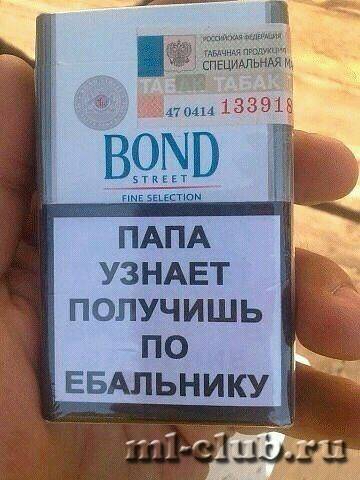 РОССИЙСКАЯ ФЕДЕРАЦИЯ
ТАБАЧНАЯ ПРОДУКЦИЯ
СПЕЦИАЛЬНАЯ М
ТАБАК ТАБАК
47 0414 133918
BOND
STREET
FINE SELECTION
ПАПА
УЗНАЕТ
ПОЛУЧИШЬ
ПО
ЕБАЛЬНИКУ
ml-club.ru